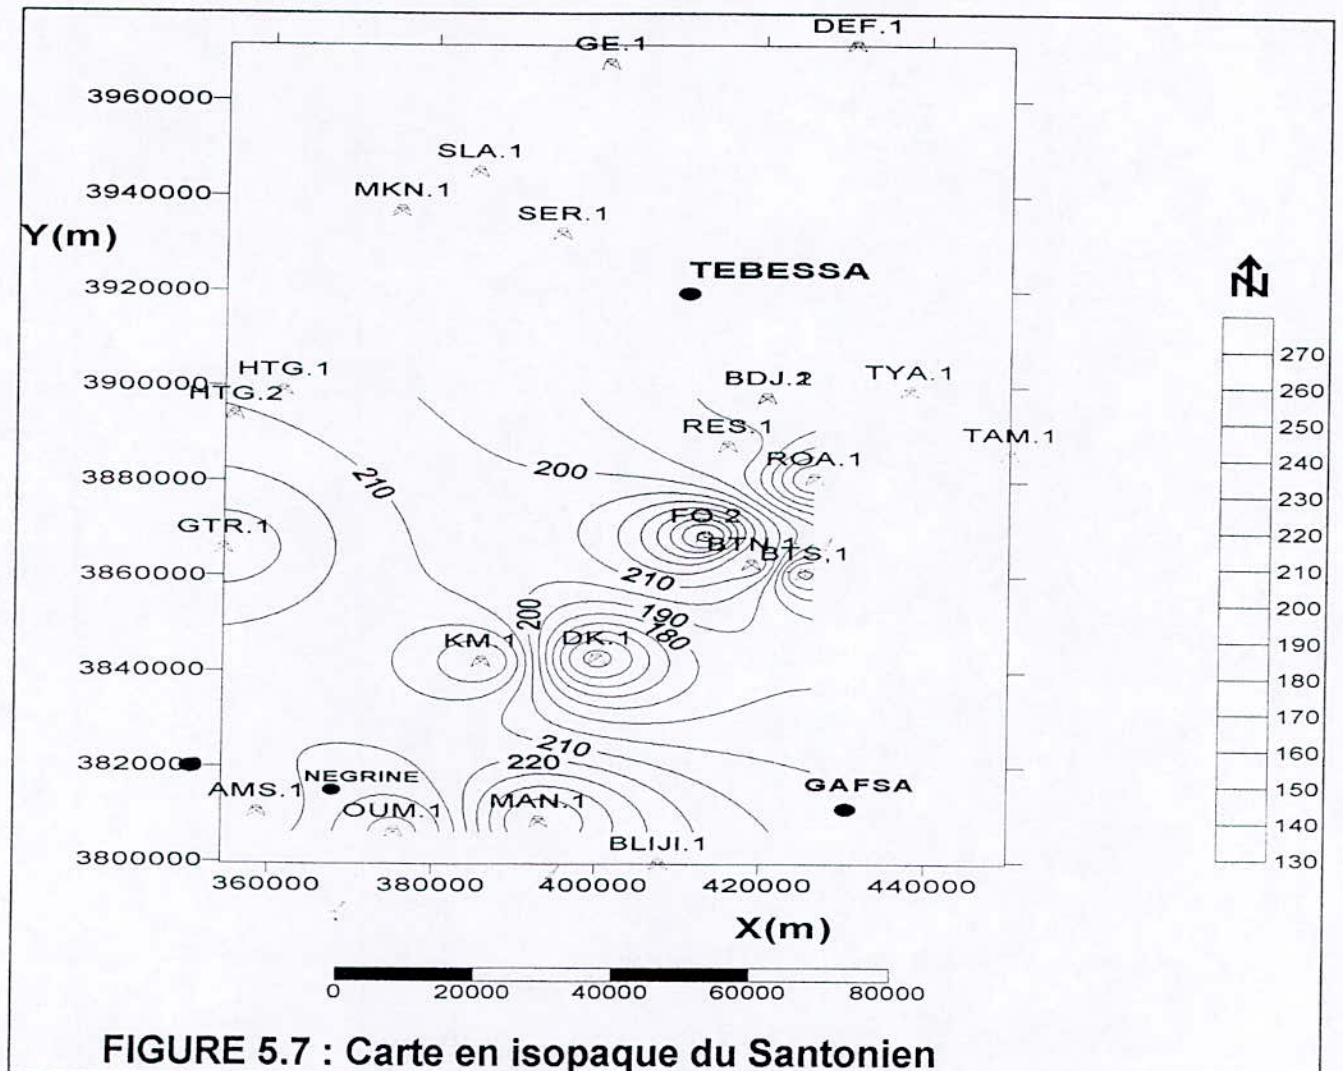 DEF.1
GE.1
3960000
SLA.1
3940000
MKN.1
SER.1
Y(m)
TEBESSA
3920000
N
HTG.1
3900000
HTG.2
BDJ.2
TYA.1
RES.1
TAM.1
200
ROA.1
210
3880000
FO.2
GTR.1
BTN.1
BTS.1
3860000
210
200
190
180
KM.1
DK.1
3840000
210
220
3820000
NEGRINE
GAFSA
AMS.1
OUM.1
MAN.1
BLIJI.1
3800000
360000 380000 400000 420000 440000
X(m)
270
260
250
240
230
220
210
200
190
180
170
160
150
140
130
0 20000 40000 60000 80000
FIGURE 5.7 : Carte en isopaque du Santonien